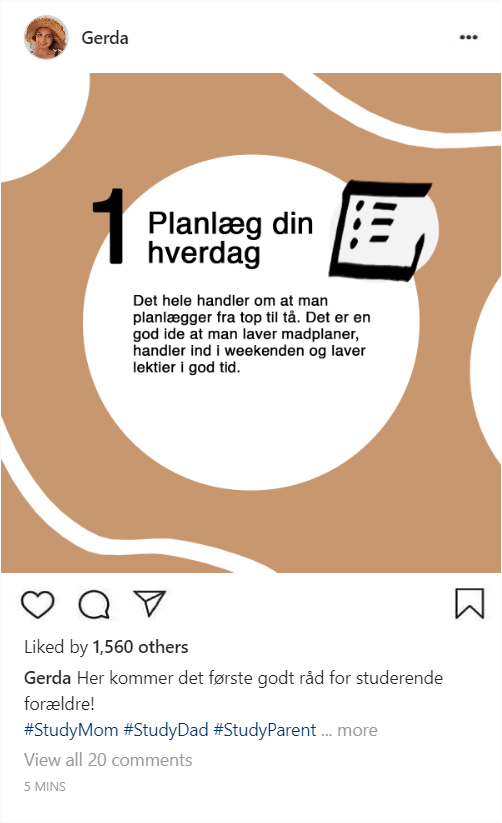 Gerda
1 Planlæg din
hverdag
Det hele handler om at man
planlægger fra top til tå. Det er en
god ide at man laver madplaner,
handler ind i weekenden og laver
lektier i god tid.
Liked by 1,560 others
Gerda Her kommer det første godt råd for studerende
forældre!
#StudyMom #StudyDad #StudyParent ... more
View all 20 comments
5 MINS